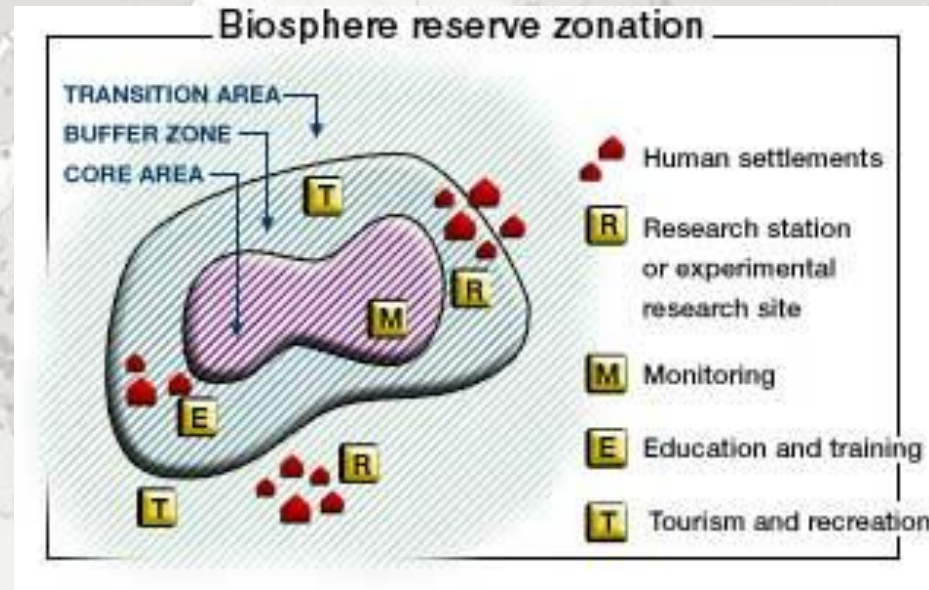 Biosphere reserve zonation
TRANSITION AREA
BUFFER ZONE
CORE AREA
T
R
M
E
T
R
Human settlements
R Research station
or experimental
research site
M Monitoring
E Education and training
T Tourism and recreation